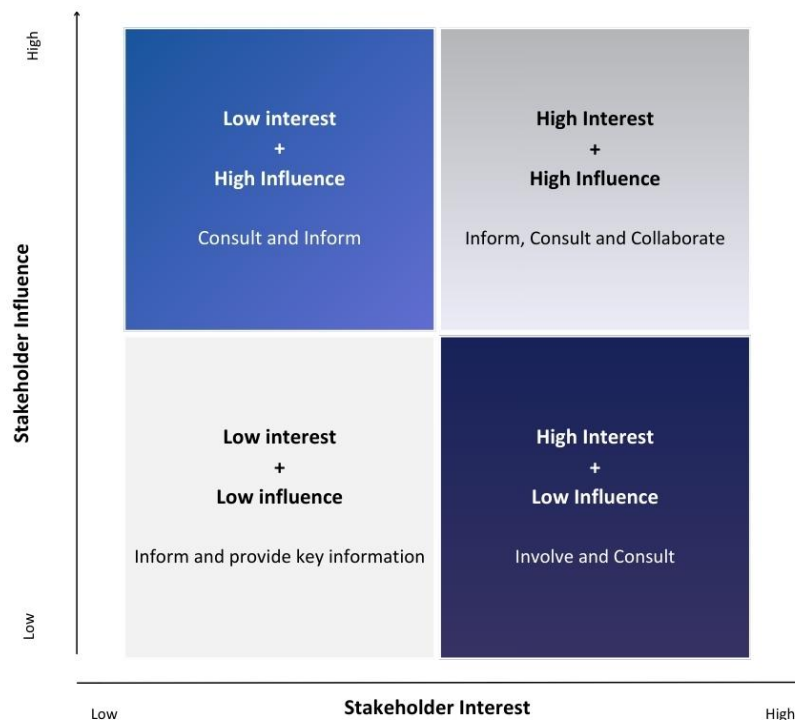 High
Low interest
+
High Influence
Consult and Inform
High Interest
+
High Influence
Inform, Consult and Collaborate
Stakeholder Influence
Low interest
+
Low influence
Inform and provide key information
High Interest
+
Low Influence
Involve and Consult
Low
Low
Stakeholder Interest
High